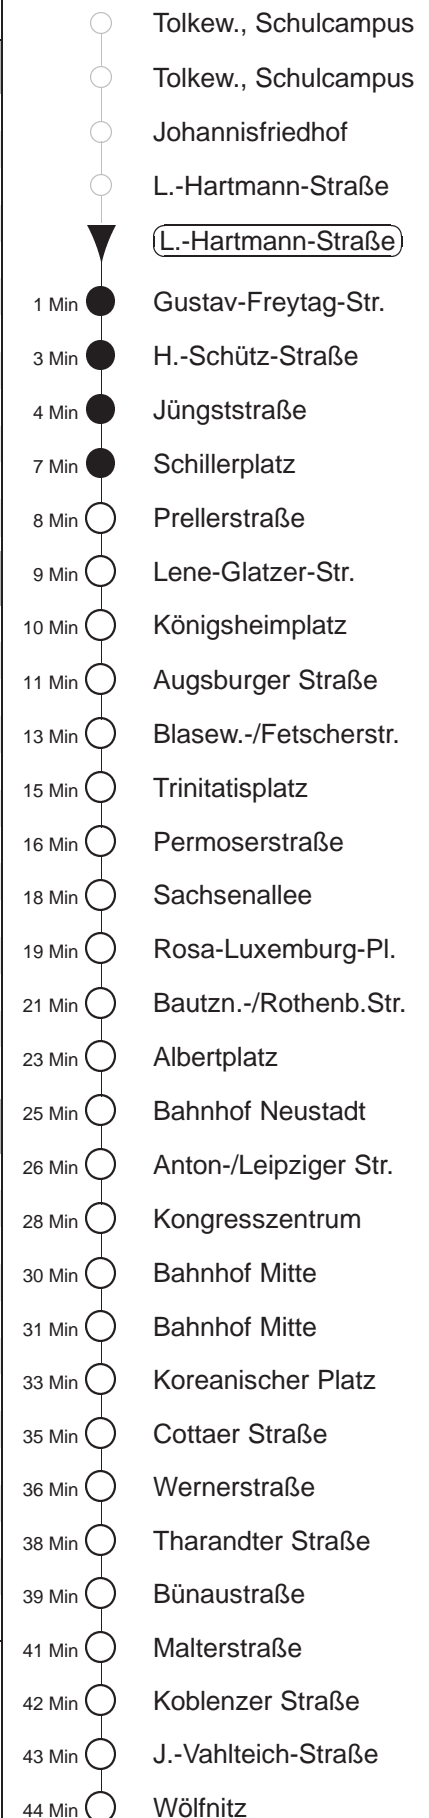 Tolkew., Schulcampus
Tolkew., Schulcampus
Johannisfriedhof
L.-Hartmann-Straße
L.-Hartmann-Straße
1 Min Gustav-Freytag-Str.
3 Min H.-Schütz-Straße
4 Min Jüngststraße
7 Min Schillerplatz
8 Min Prellerstraße
9 Min Lene-Glatzer-Str.
10 Min Königsheimplatz
11 Min Augsburger Straße
13 Min Blasew.-/Fetscherstr.
15 Min Trinitatisplatz
16 Min Permoserstraße
18 Min Sachsenallee
19 Min Rosa-Luxemburg-Pl.
21 Min Bautzn.-/Rothenb.Str.
23 Min Albertplatz
25 Min Bahnhof Neustadt
26 Min Anton-/Leipziger Str.
28 Min Kongresszentrum
30 Min Bahnhof Mitte
31 Min Bahnhof Mitte
33 Min Koreanischer Platz
35 Min Cottaer Straße
36 Min Wernerstraße
38 Min Tharandter Straße
39 Min Bünaustraße
41 Min Malterstraße
42 Min Koblenzer Straße
43 Min J.-Vahlteich-Straße
44 Min Wölfnitz